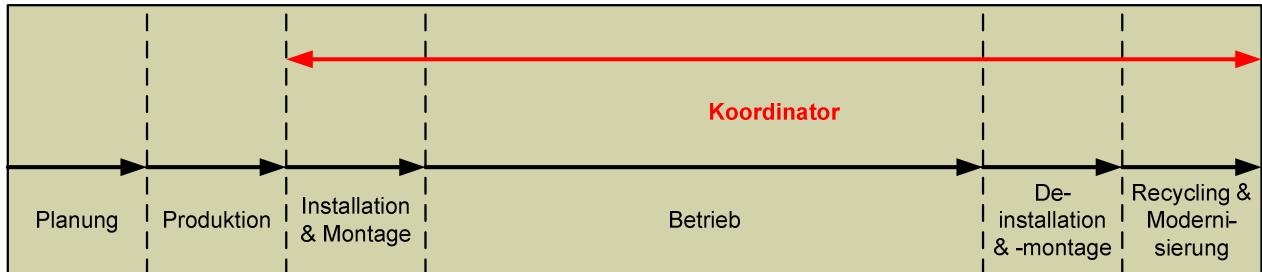 Koordinator
Planung
Produktion
Installation
& Montage
Betrieb
De-
installation
& -montage
Recycling &
Moderni-
sierung